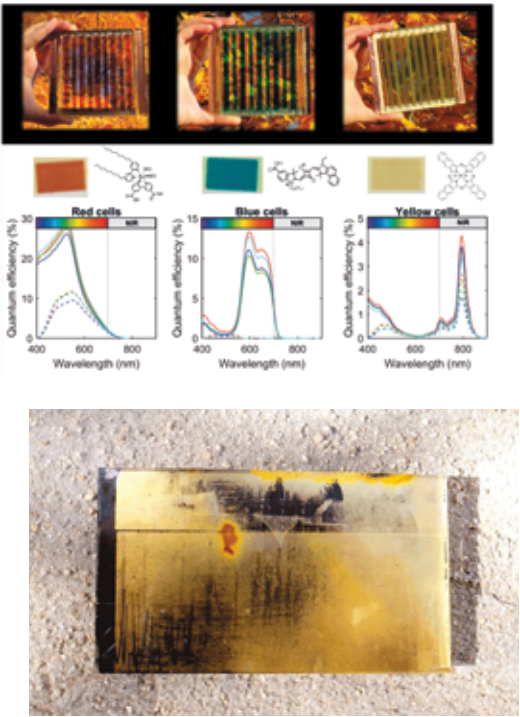 Red cells
Blue cells
Yellow cells
NIR
NIR
NIR
Quantum efficiency (%)
30
20
10
0
400
600
800
Wavelength (nm)
Quantum efficiency (%)
15
10
5
0
400
600
800
Wavelength (nm)
Quantum efficiency (%)
5
4
3
2
1
0
400
600
800
Wavelength (nm)